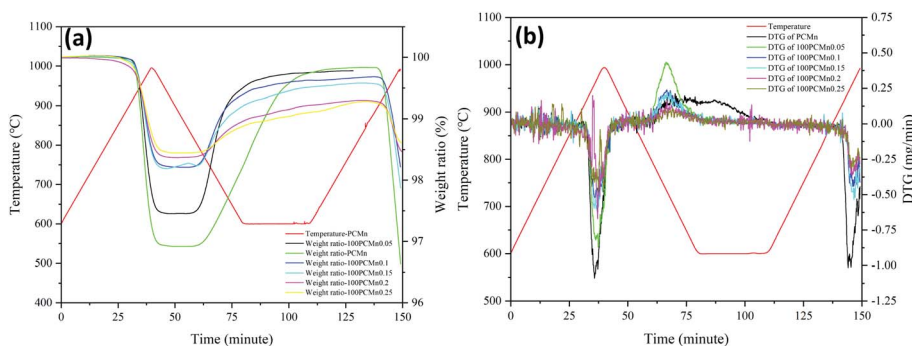 (a)
1100
1000
900
800
700
600
500
400
Temperature (°C)
100
99
98
97
96
Weight ratio (%)
Temperature-PCMn
Weight ratio-100PCMn0.05
Weight ratio-PCMn
Weight ratio-100PCMn0.1
Weight ratio-100PCMn0.15
Weight ratio-100PCMn0.2
Weight ratio-100PCMn0.25
0 25 50 75 100 125 150
Time (minute)
(b)
1100
1000
900
800
700
600
500
Temperature (°C)
0.75
0.50
0.25
0.00
-0.25
-0.50
-0.75
-1.00
-1.25
DTG (mg/min)
Temperature
DTG of PCMn
DTG of 100PCMn0.05
DTG of 100PCMn0.1
DTG of 100PCMn0.15
DTG of 100PCMn0.2
DTG of 100PCMn0.25
0 25 50 75 100 125 150
Time (minute)